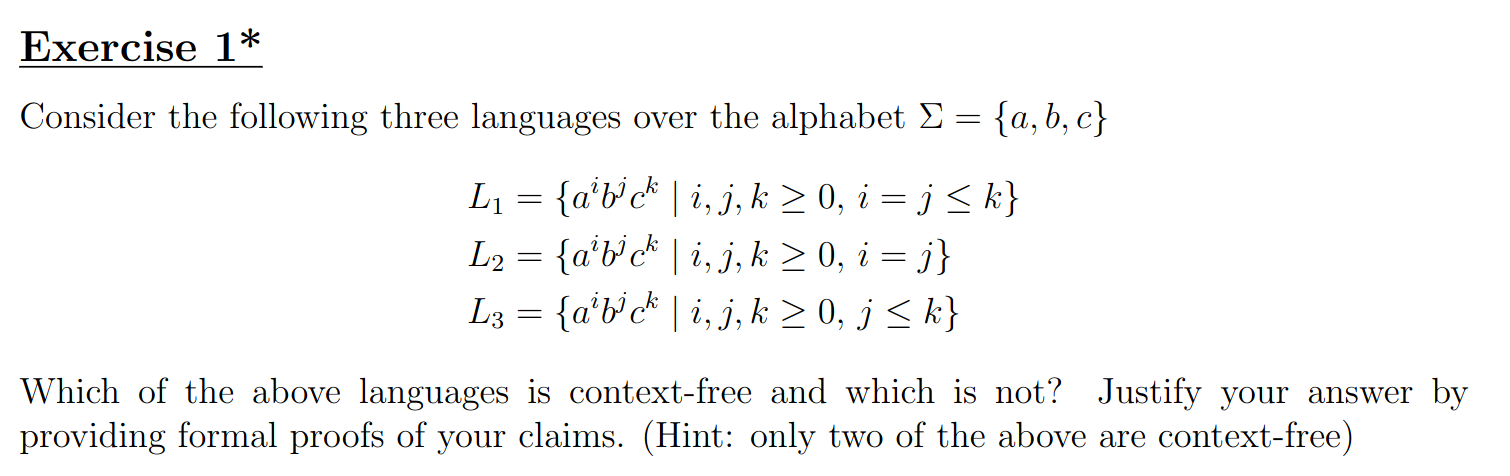 Exercise 1*
Consider the following three languages over the alphabet Σ = {a, b, c}
L₁ = {aⁱbʲcᵏ | i, j, k ≥ 0, i = j ≤ k}
L₂ = {aⁱbʲcᵏ | i, j, k ≥ 0, i = j}
L₃ = {aⁱbʲcᵏ | i, j, k ≥ 0, j ≤ k}
Which of the above languages is context-free and which is not? Justify your answer by
providing formal proofs of your claims. (Hint: only two of the above are context-free)